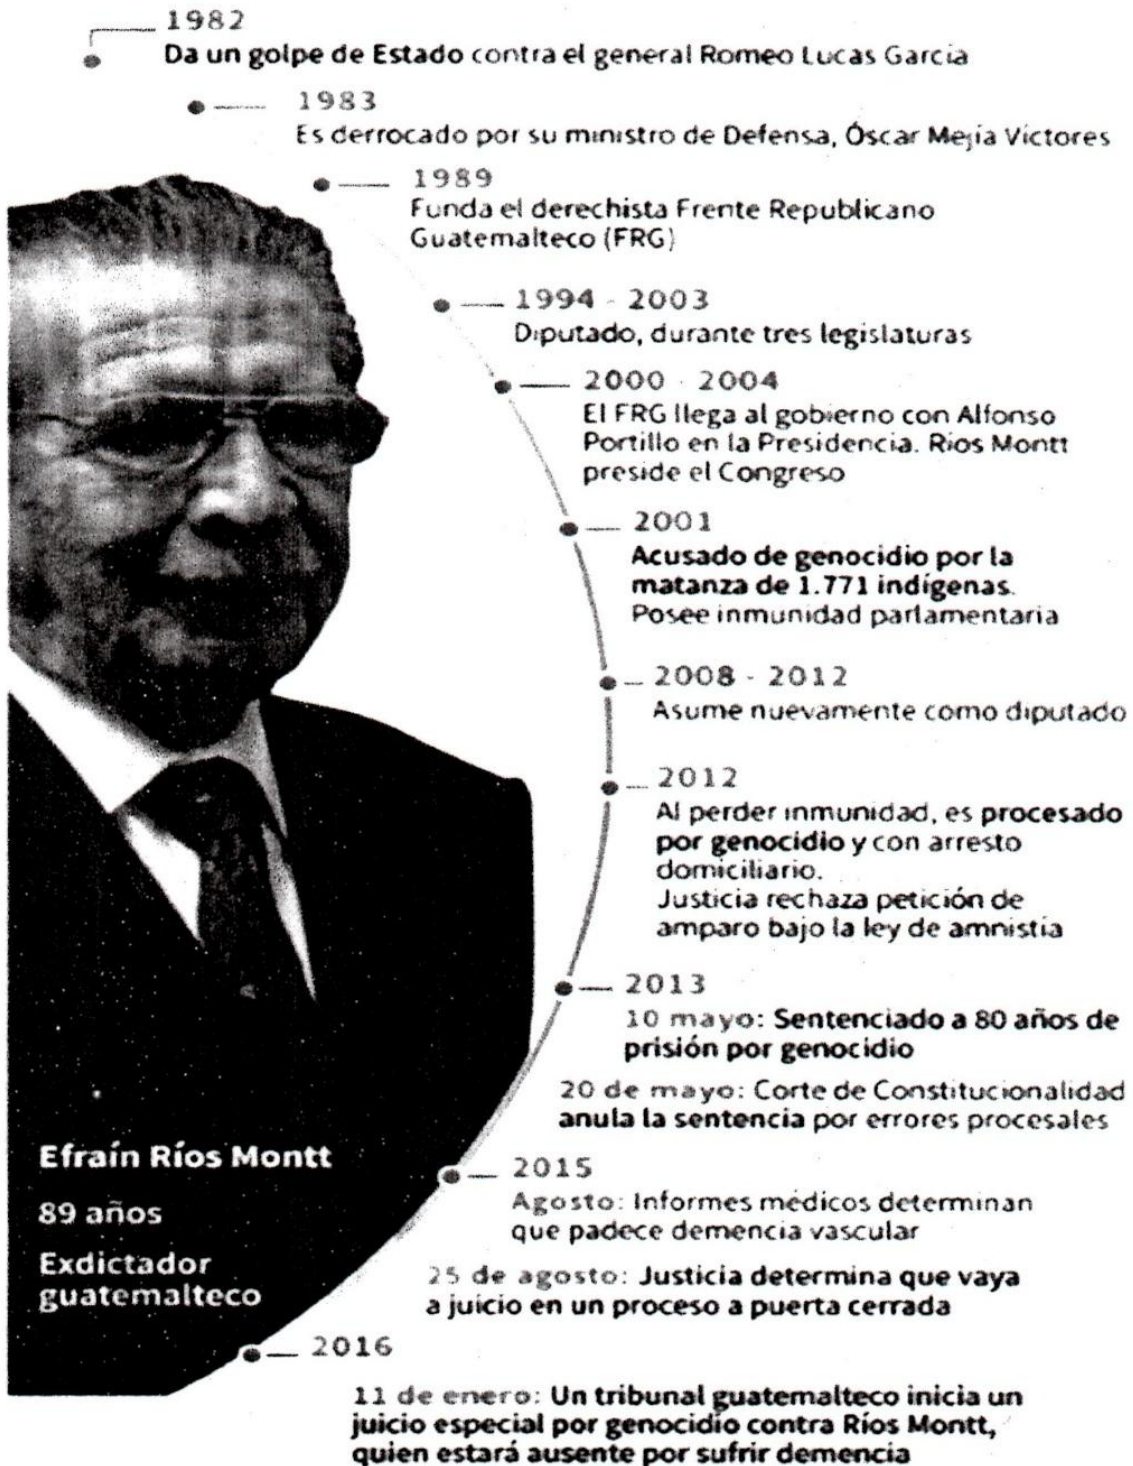 1982
Da un golpe de Estado contra el general Romeo Lucas García
1983
Es derrocado por su ministro de Defensa, Óscar Mejía Víctores
1989
Funda el derechista Frente Republicano
Guatemalteco (FRG)
1994 - 2003
Diputado, durante tres legislaturas
2000 - 2004
El FRG llega al gobierno con Alfonso
Portillo en la Presidencia. Ríos Montt
preside el Congreso
2001
Acusado de genocidio por la
matanza de 1.771 indígenas.
Posee inmunidad parlamentaria
2008 - 2012
Asume nuevamente como diputado
2012
Al perder inmunidad, es procesado
por genocidio y con arresto
domiciliario.
Justicia rechaza petición de
amparo bajo la ley de amnistía
2013
10 mayo: Sentenciado a 80 años de
prisión por genocidio
20 de mayo: Corte de Constitucionalidad
anula la sentencia por errores procesales
Efraín Ríos Montt
89 años
Exdictador
guatemalteco
2015
Agosto: Informes médicos determinan
que padece demencia vascular
25 de agosto: Justicia determina que vaya
a juicio en un proceso a puerta cerrada
2016
11 de enero: Un tribunal guatemalteco inicia un
juicio especial por genocidio contra Ríos Montt,
quien estará ausente por sufrir demencia